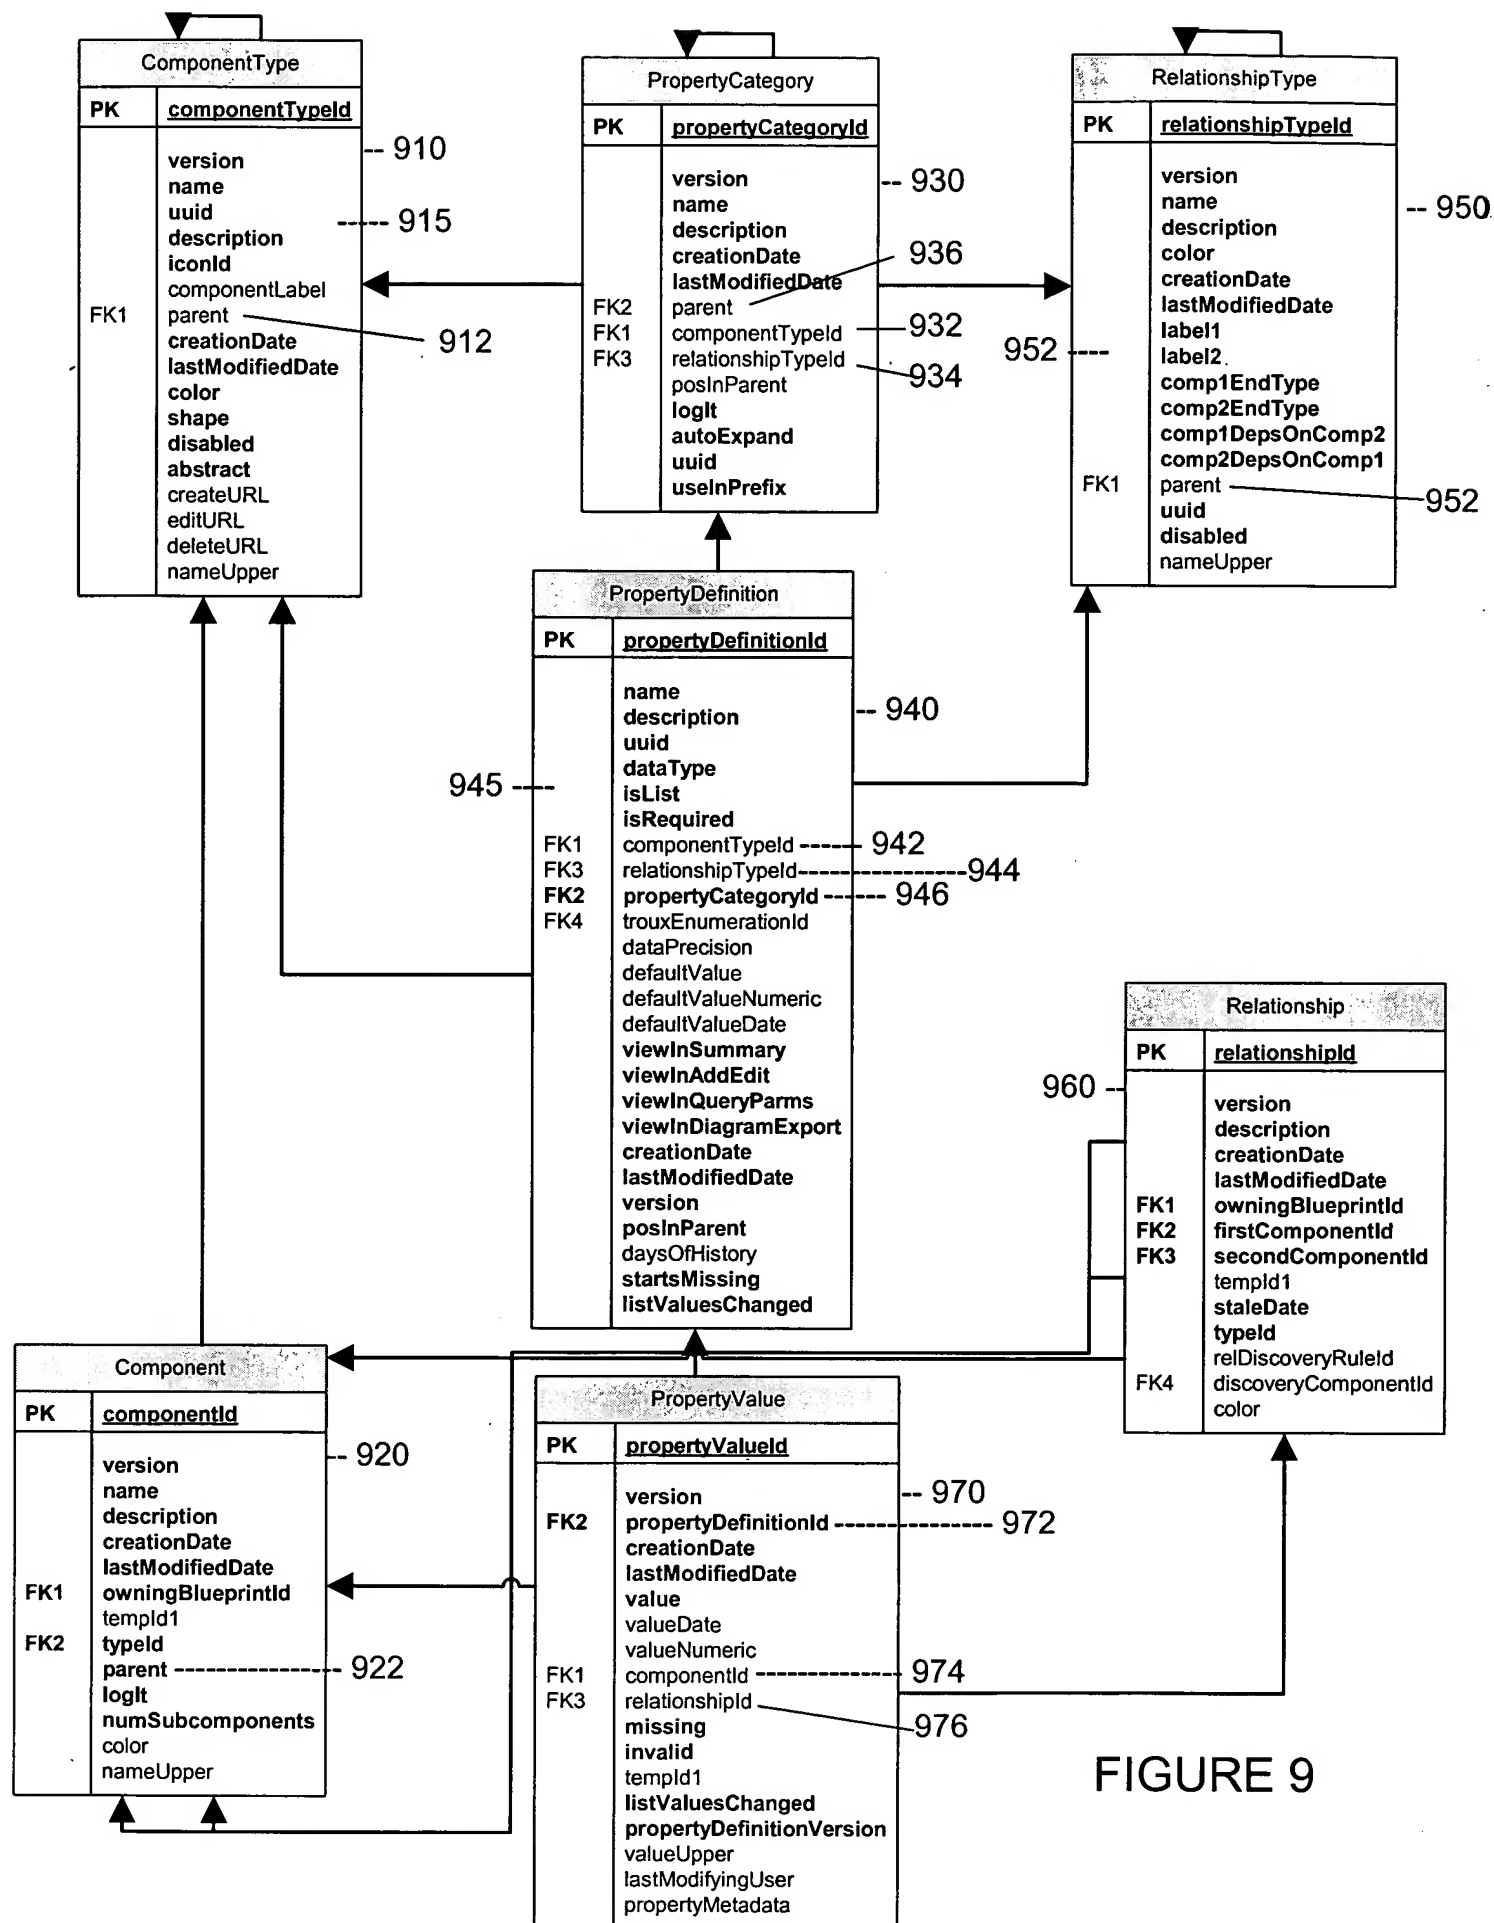 ComponentType
PK componentTypeId
version
name
uuid
description
iconId
componentLabel
FK1 parent
creationDate
lastModifiedDate
color
shape
disabled
abstract
createURL
editURL
deleteURL
nameUpper
910
915
912
PropertyCategory
PK propertyCategoryId
version
name
description
creationDate
lastModifiedDate
FK2 parent
FK1 componentTypeId
FK3 relationshipTypeId
posInParent
logIt
autoExpand
uuid
useInPrefix
930
936
932
934
RelationshipType
PK relationshipTypeId
version
name
description
color
creationDate
lastModifiedDate
label1
label2
comp1EndType
comp2EndType
comp1DepsOnComp2
comp2DepsOnComp1
FK1 parent
uuid
disabled
nameUpper
950
952
952
PropertyDefinition
PK propertyDefinitionId
name
description
uuid
dataType
isList
isRequired
FK1 componentTypeId
FK3 relationshipTypeId
FK2 propertyCategoryId
FK4 trouxEnumerationId
dataPrecision
defaultValue
defaultValueNumeric
defaultValueDate
viewInSummary
viewInAddEdit
viewInQueryParms
viewInDiagramExport
creationDate
lastModifiedDate
version
posInParent
daysOfHistory
startsMissing
listValuesChanged
940
945
942
944
946
Relationship
PK relationshipId
version
description
creationDate
lastModifiedDate
FK1 owningBlueprintId
FK2 firstComponentId
FK3 secondComponentId
tempId1
staleDate
typeId
relDiscoveryRuleId
FK4 discoveryComponentId
color
960
Component
PK componentId
version
name
description
creationDate
lastModifiedDate
FK1 owningBlueprintId
tempId1
FK2 typeId
parent
logIt
numSubcomponents
color
nameUpper
920
922
PropertyValue
PK propertyValueId
version
FK2 propertyDefinitionId
creationDate
lastModifiedDate
value
valueDate
valueNumeric
FK1 componentId
FK3 relationshipId
missing
invalid
tempId1
listValuesChanged
propertyDefinitionVersion
valueUpper
lastModifyingUser
propertyMetadata
970
972
974
976
FIGURE 9